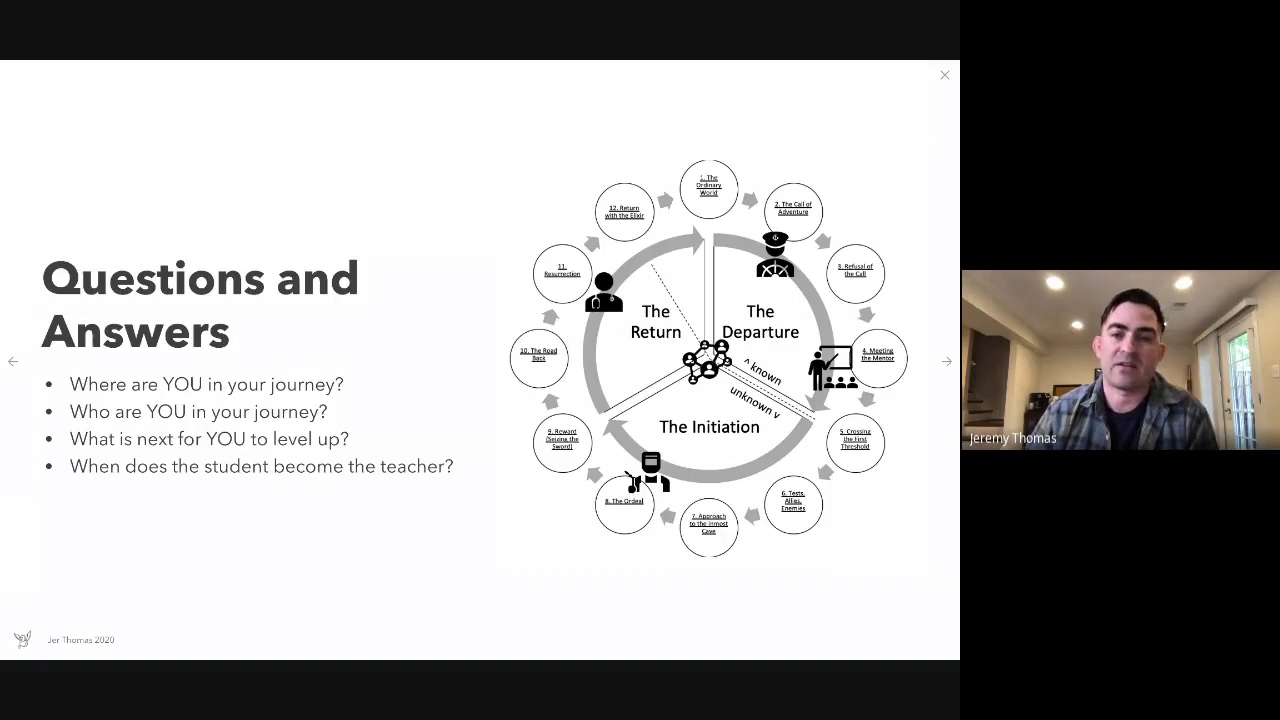 Questions and
Answers
• Where are YOU in your journey?
• Who are YOU in your journey?
• What is next for YOU to level up?
• When does the student become the teacher?
1. The
Ordinary
World
2. The Call of
Adventure
3. Refusal of
the Call
4. Meeting
the Mentor
5. Crossing
the First
Threshold
6. Tests,
Allies,
Enemies
7. Approach
to the Inmost
Cave
8. The Ordeal
9. Reward
(Seizing the
Sword)
10. The Road
Back
11.
Resurrection
12. Return
with the Elixir
The
Return
The
Departure
^ known
unknown v
The Initiation
Jer Thomas 2020
Jeremy Thomas